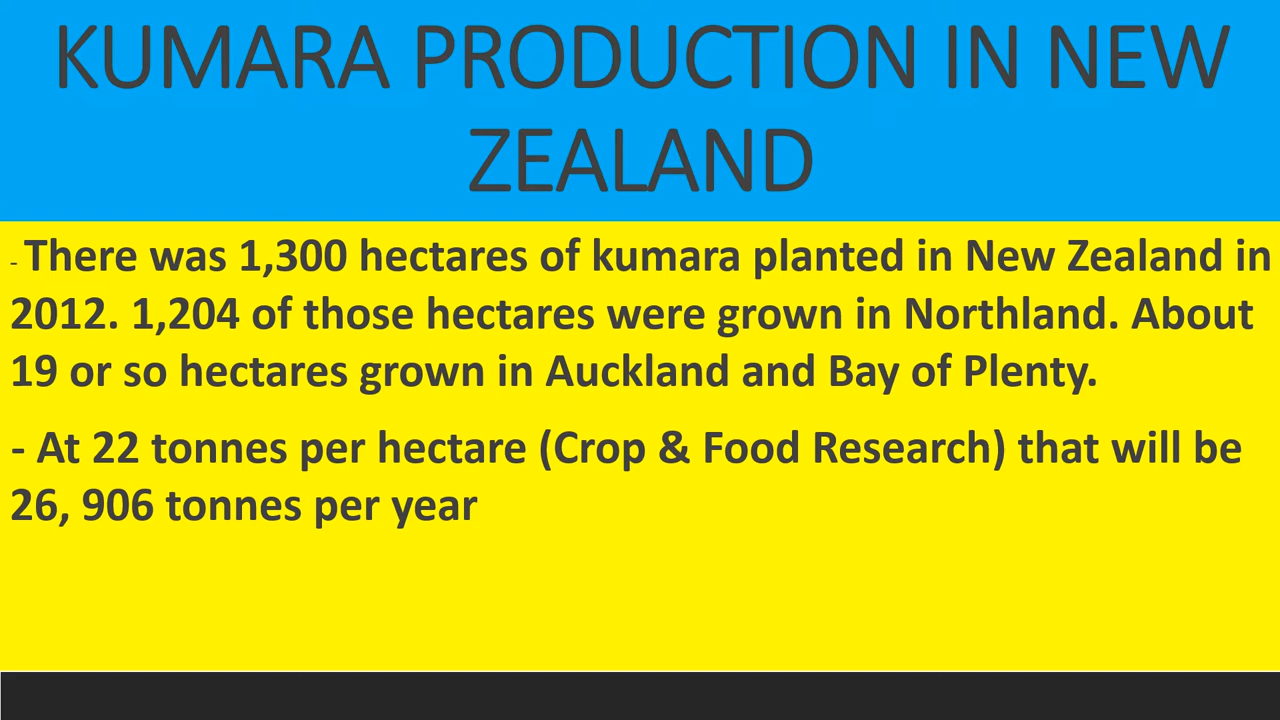 KUMARA PRODUCTION IN NEW
ZEALAND
- There was 1,300 hectares of kumara planted in New Zealand in
2012. 1,204 of those hectares were grown in Northland. About
19 or so hectares grown in Auckland and Bay of Plenty.
- At 22 tonnes per hectare (Crop & Food Research) that will be
26, 906 tonnes per year